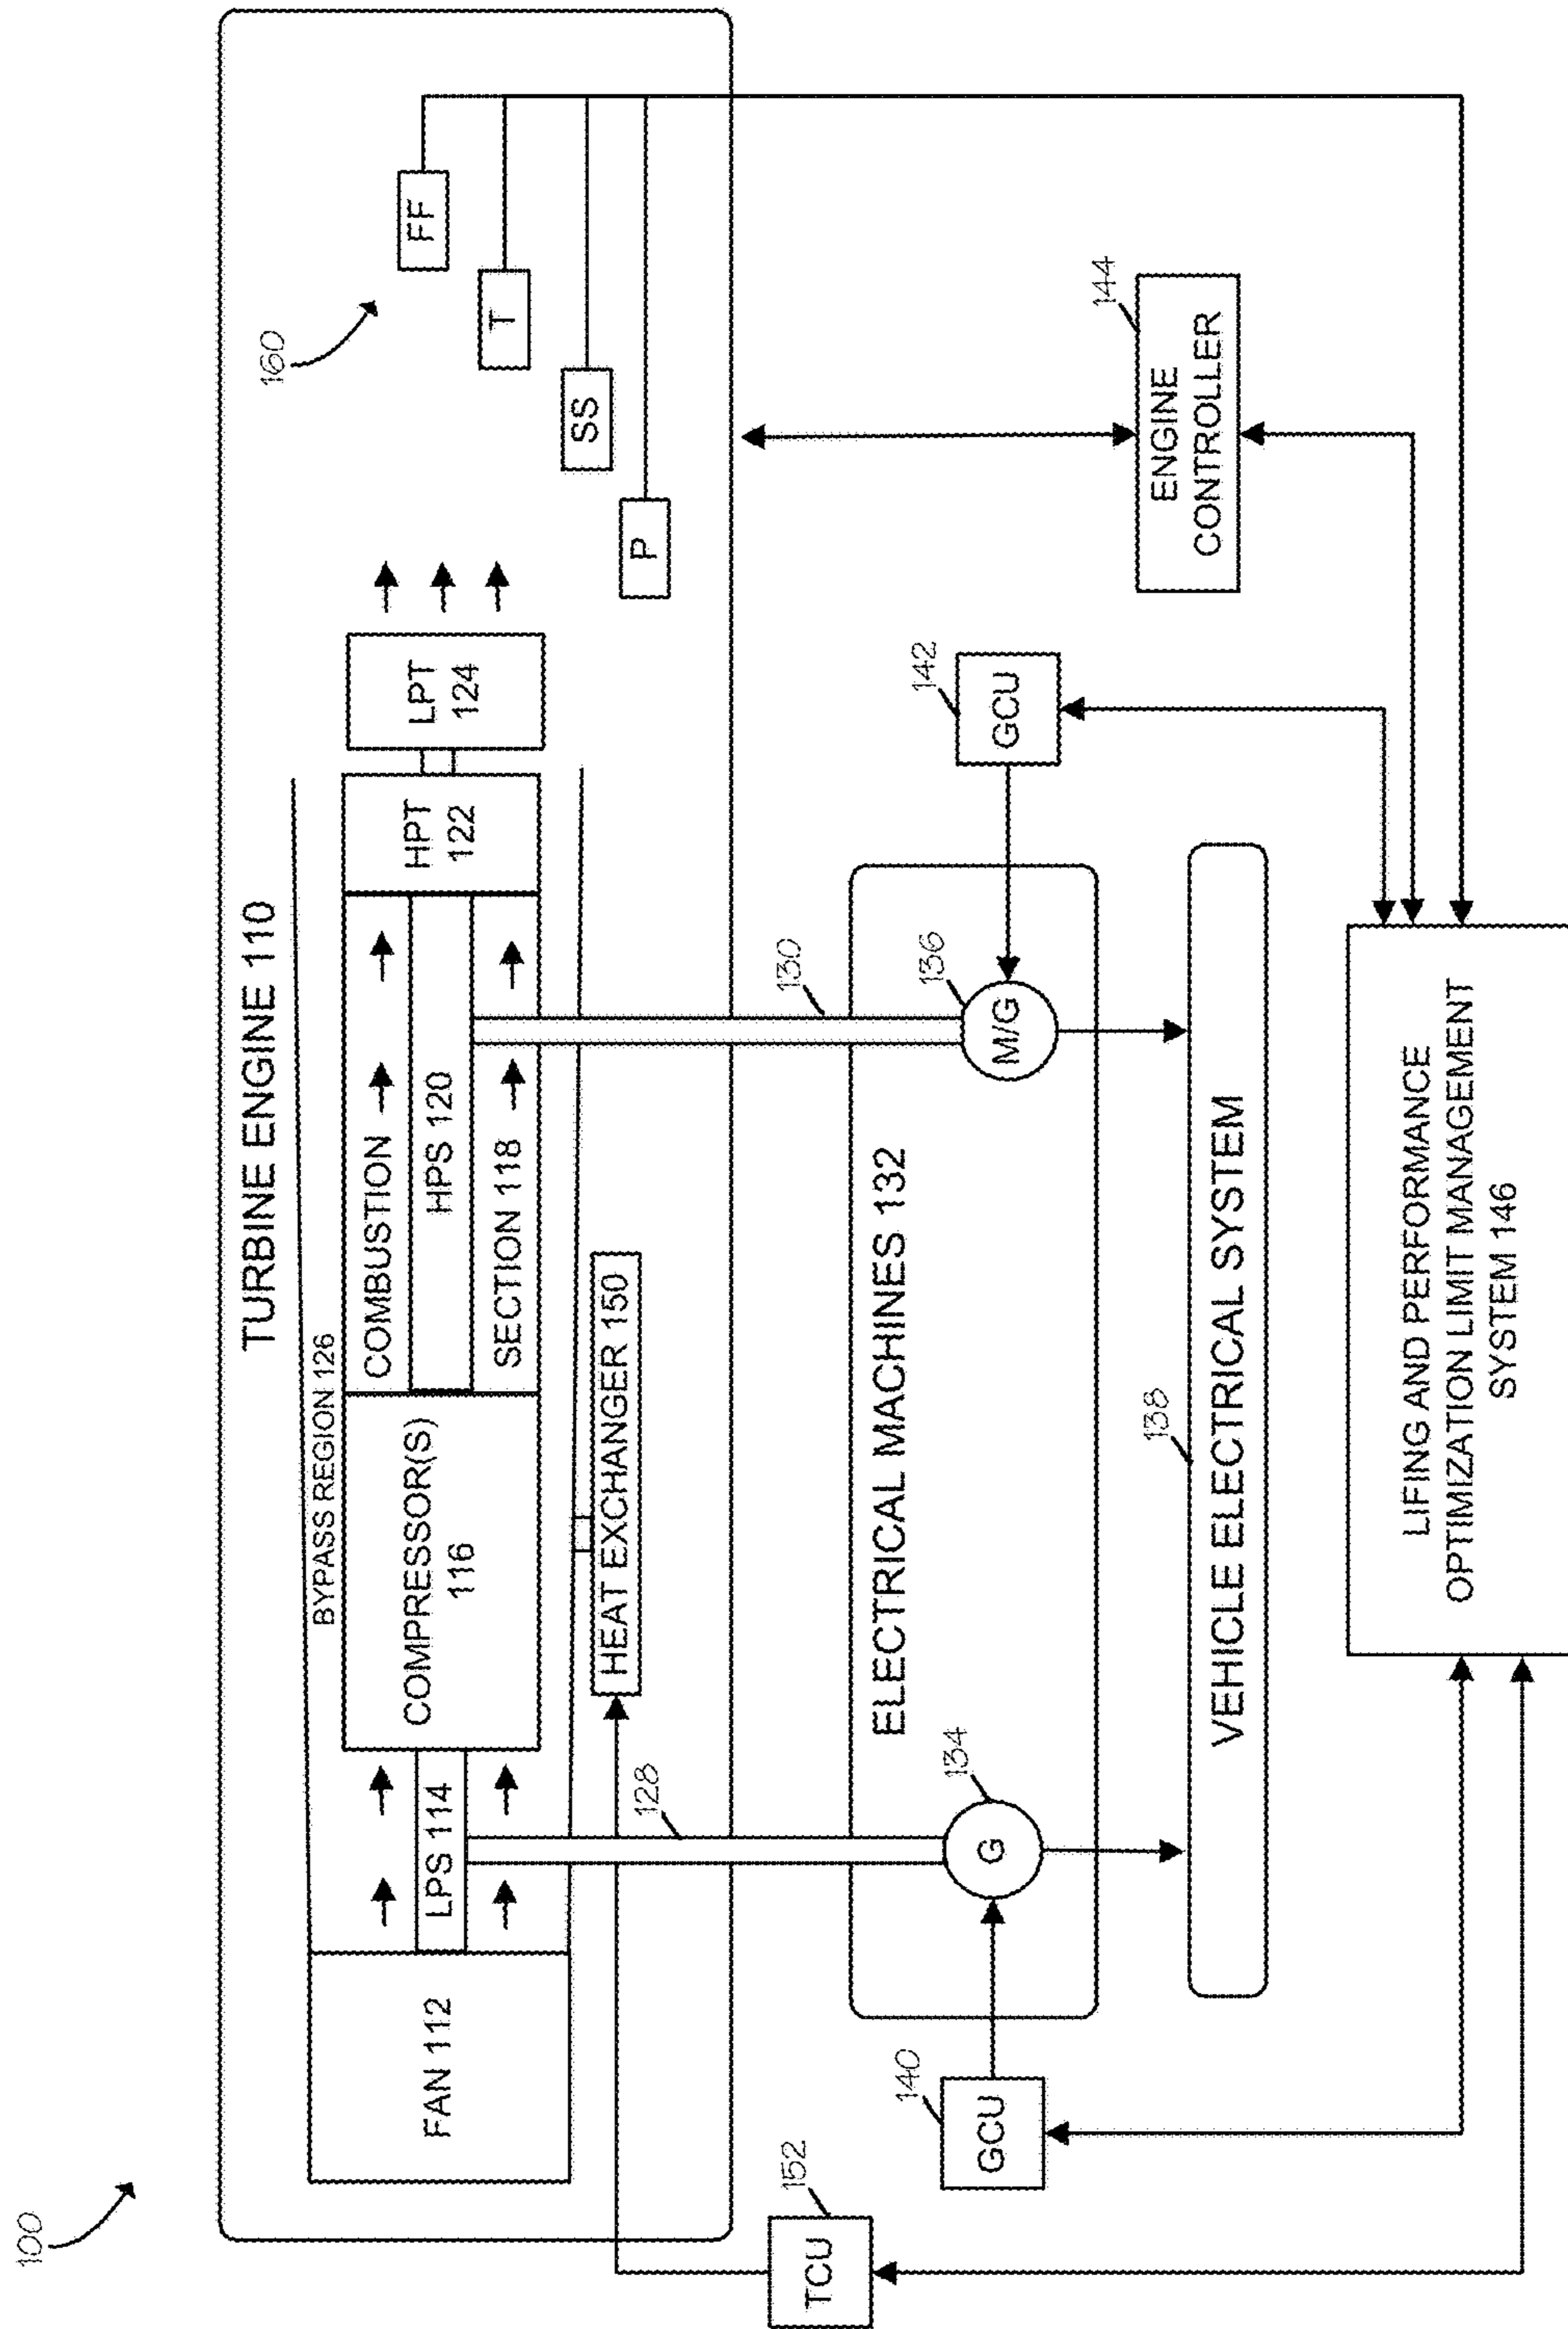 100
TURBINE ENGINE 110
BYPASS REGION 126
FAN 112
LPS 114
COMPRESSOR(S)
116
COMBUSTION
HPS 120
SECTION 118
HPT
122
LPT
124
160
FF
T
SS
P
HEAT EXCHANGER 150
128
130
ELECTRICAL MACHINES 132
134
G
136
M/G
152
TCU
140
GCU
142
GCU
144
ENGINE
CONTROLLER
138
VEHICLE ELECTRICAL SYSTEM
LIFING AND PERFORMANCE
OPTIMIZATION LIMIT MANAGEMENT
SYSTEM 146